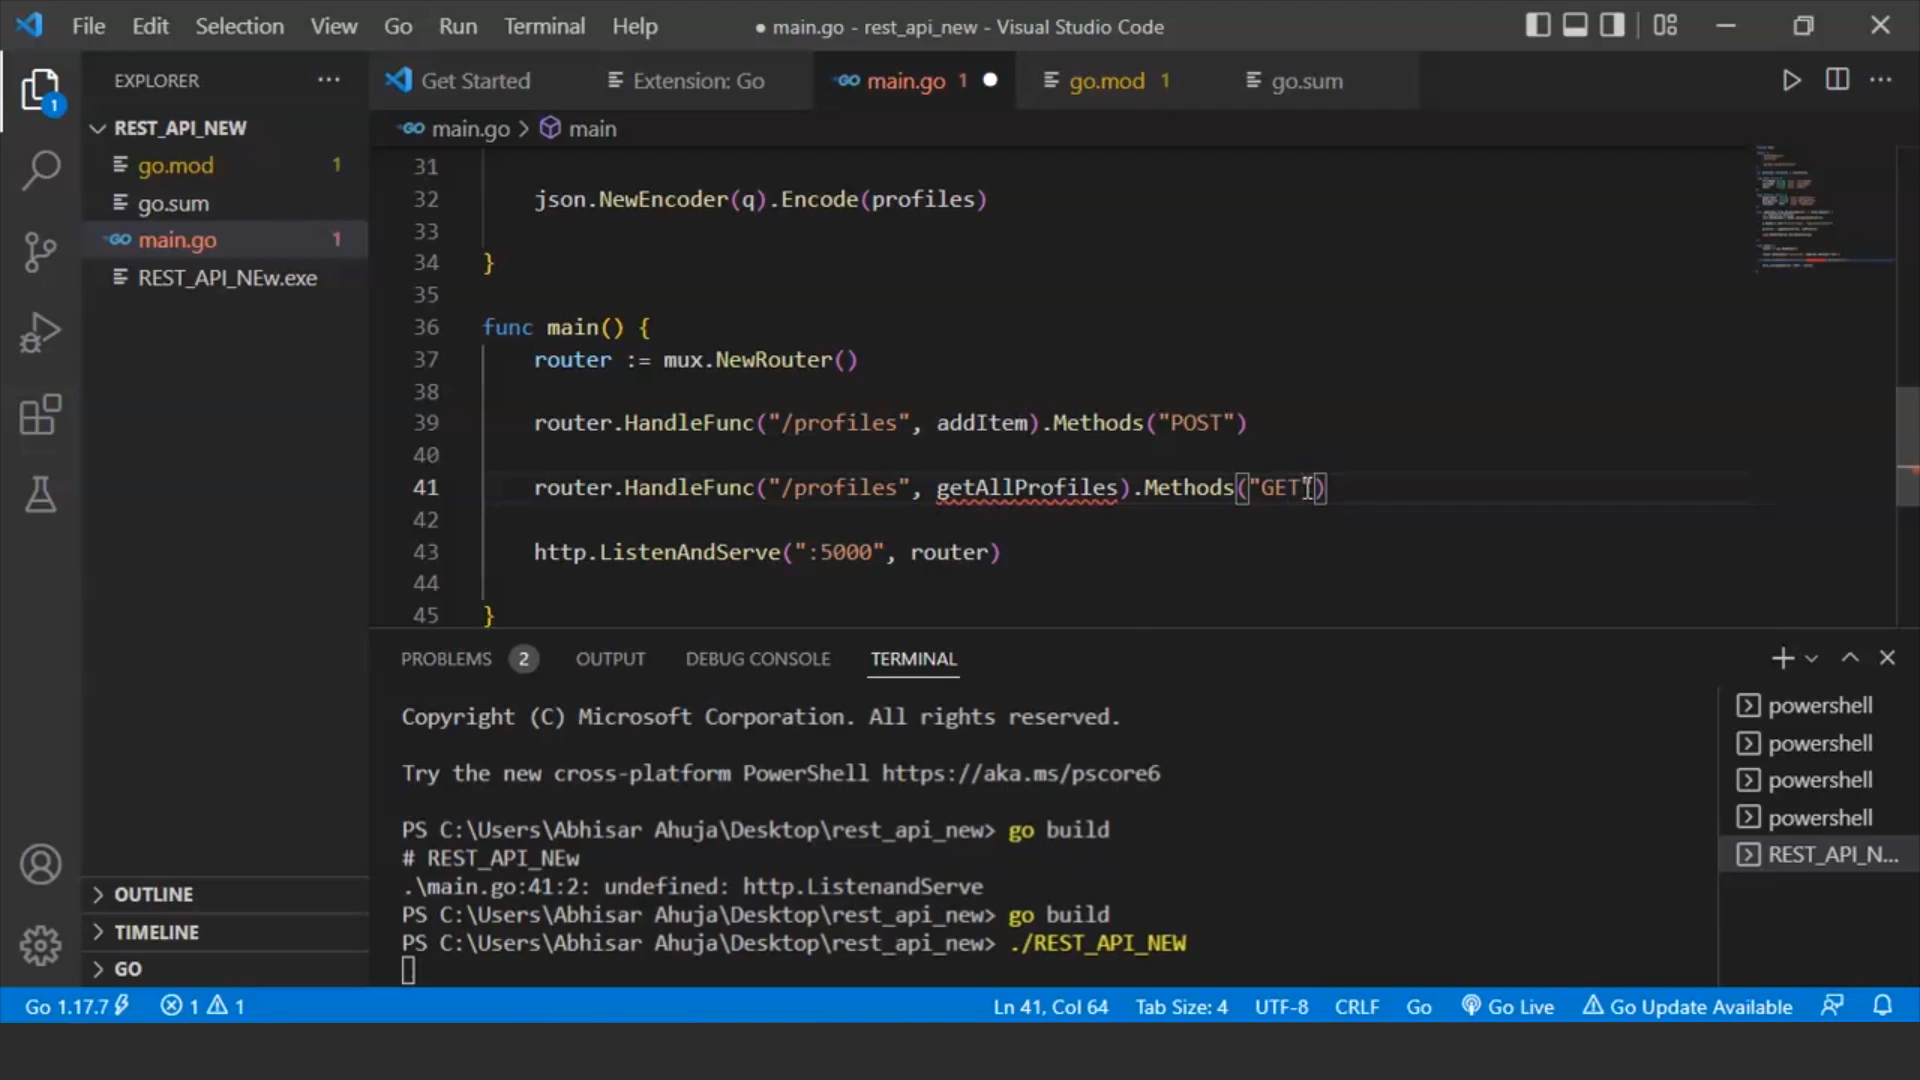 File Edit Selection View Go Run Terminal Help ● main.go - rest_api_new - Visual Studio Code
EXPLORER ...
Get Started Extension: Go main.go 1 go.mod 1 go.sum
REST_API_NEW
go.mod 1
go.sum
main.go 1
REST_API_NEw.exe
OUTLINE
TIMELINE
GO
main.go > main
31
32 json.NewEncoder(q).Encode(profiles)
33
34 }
35
36 func main() {
37 router := mux.NewRouter()
38
39 router.HandleFunc("/profiles", addItem).Methods("POST")
40
41 router.HandleFunc("/profiles", getAllProfiles).Methods("GET")
42
43 http.ListenAndServe(":5000", router)
44
45 }
PROBLEMS 2 OUTPUT DEBUG CONSOLE TERMINAL
Copyright (C) Microsoft Corporation. All rights reserved.
Try the new cross-platform PowerShell https://aka.ms/pscore6
PS C:\Users\Abhisar Ahuja\Desktop\rest_api_new> go build
# REST_API_NEw
.\main.go:41:2: undefined: http.ListenandServe
PS C:\Users\Abhisar Ahuja\Desktop\rest_api_new> go build
PS C:\Users\Abhisar Ahuja\Desktop\rest_api_new> ./REST_API_NEW
powershell
powershell
powershell
powershell
REST_API_N...
Go 1.17.7 1 1 Ln 41, Col 64 Tab Size: 4 UTF-8 CRLF Go Go Live Go Update Available
1